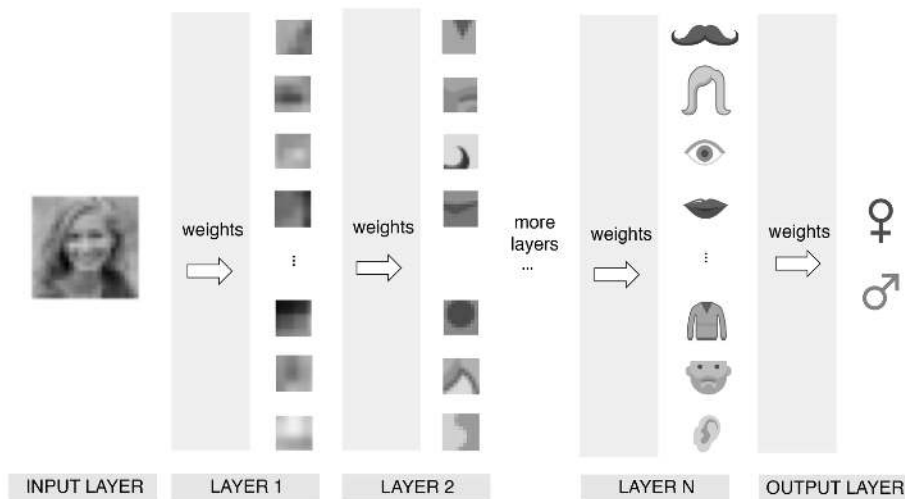 weights
weights
more
layers
...
weights
weights
INPUT LAYER
LAYER 1
LAYER 2
LAYER N
OUTPUT LAYER